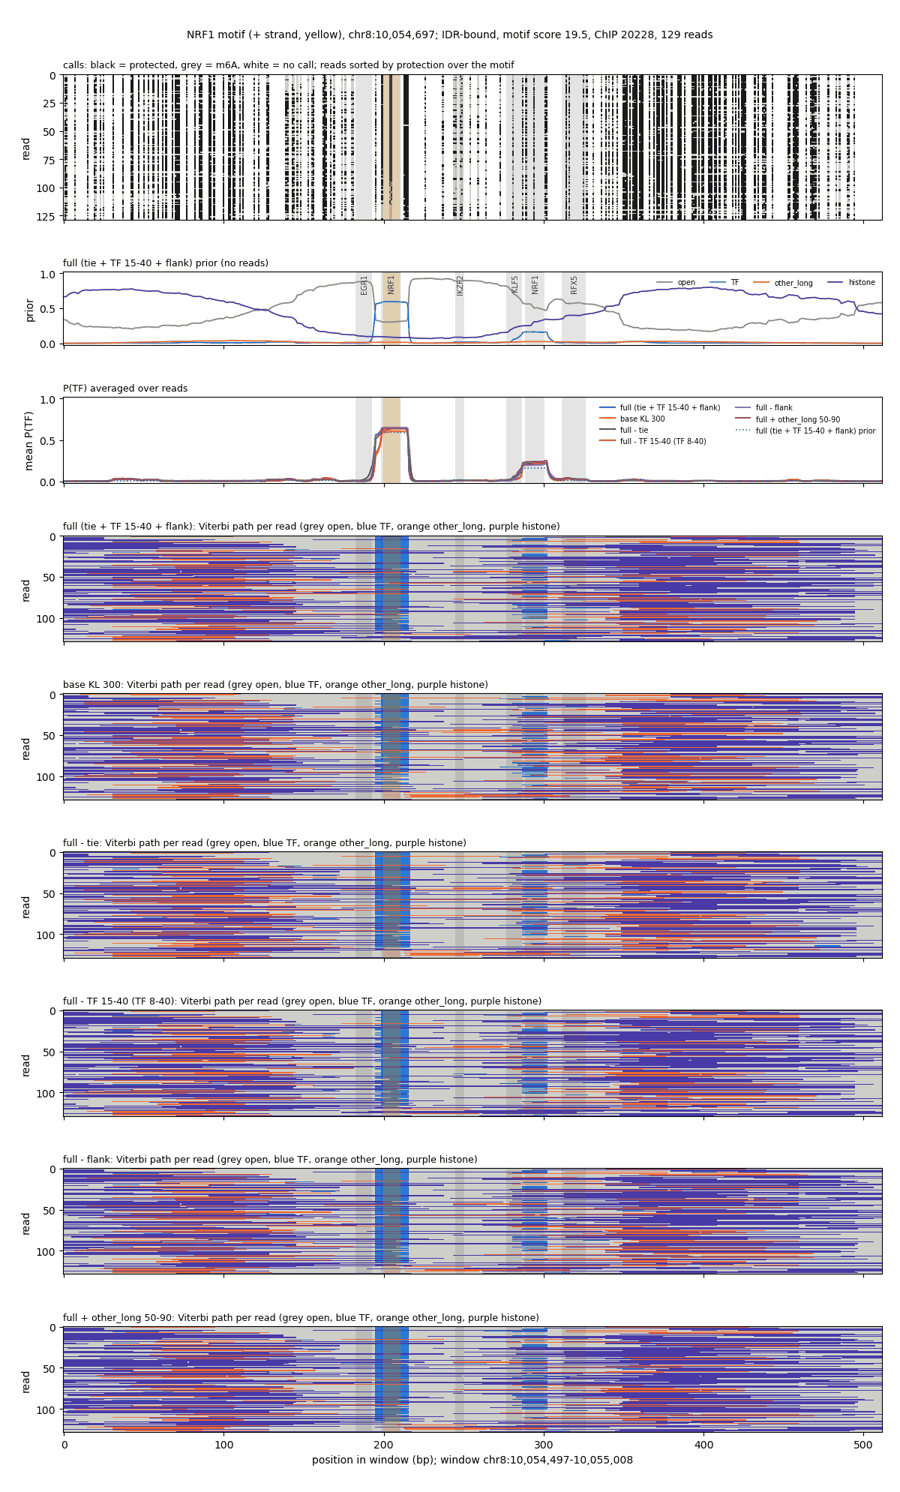 NRF1 motif (+ strand, yellow), chr8:10,054,697; IDR-bound, motif score 19.5, ChIP 20228, 129 reads
calls: black = protected, grey = m6A, white = no call; reads sorted by protection over the motif
0
25
50
75
100
125
read
full (tie + TF 15-40 + flank) prior (no reads)
1.0
0.5
0.0
prior
EGR1
NRF1
IKZF2
KLF5
NRF1
RFX5
open
TF
other_long
histone
P(TF) averaged over reads
1.0
0.5
0.0
mean P(TF)
full (tie + TF 15-40 + flank)
base KL 300
full - tie
full - TF 15-40 (TF 8-40)
full - flank
full + other_long 50-90
full (tie + TF 15-40 + flank) prior
full (tie + TF 15-40 + flank): Viterbi path per read (grey open, blue TF, orange other_long, purple histone)
0
50
100
read
base KL 300: Viterbi path per read (grey open, blue TF, orange other_long, purple histone)
0
50
100
read
full - tie: Viterbi path per read (grey open, blue TF, orange other_long, purple histone)
0
50
100
read
full - TF 15-40 (TF 8-40): Viterbi path per read (grey open, blue TF, orange other_long, purple histone)
0
50
100
read
full - flank: Viterbi path per read (grey open, blue TF, orange other_long, purple histone)
0
50
100
read
full + other_long 50-90: Viterbi path per read (grey open, blue TF, orange other_long, purple histone)
0
50
100
read
0 100 200 300 400 500
position in window (bp); window chr8:10,054,497-10,055,008